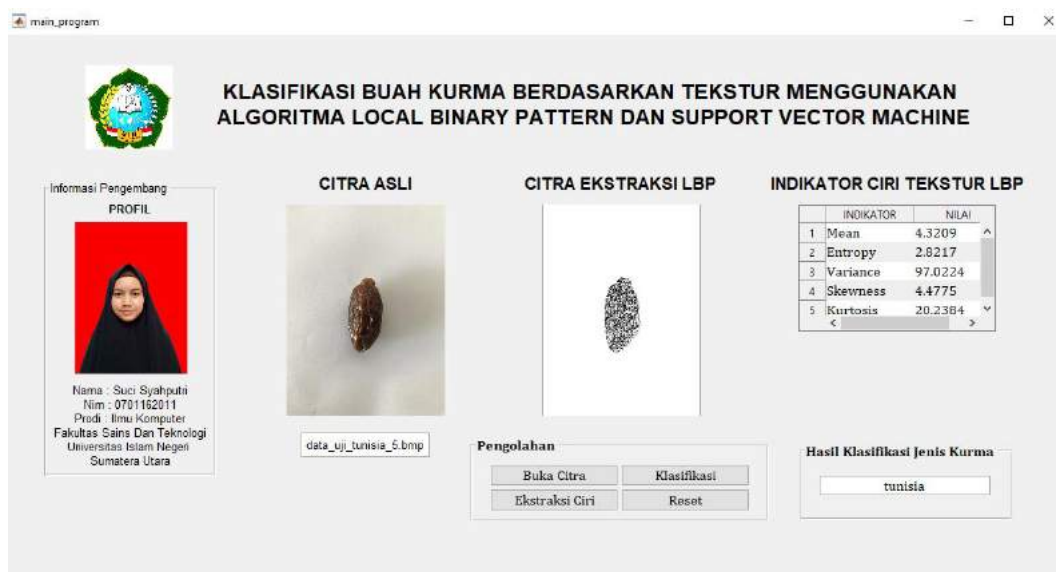 main_program
KLASIFIKASI BUAH KURMA BERDASARKAN TEKSTUR MENGGUNAKAN
ALGORITMA LOCAL BINARY PATTERN DAN SUPPORT VECTOR MACHINE
Informasi Pengembang
PROFIL
Nama : Suci Syahputri
Nim : 0701162011
Prodi : Ilmu Komputer
Fakultas Sains Dan Teknologi
Universitas Islam Negeri
Sumatera Utara
CITRA ASLI
data_uji_tunisia_5.bmp
CITRA EKSTRAKSI LBP
Pengolahan
Buka Citra Klasifikasi
Ekstraksi Ciri Reset
INDIKATOR CIRI TEKSTUR LBP
INDIKATOR NILAI
1 Mean 4.3209
2 Entropy 2.8217
3 Variance 97.0224
4 Skewness 4.4775
5 Kurtosis 20.2384
Hasil Klasifikasi Jenis Kurma
tunisia